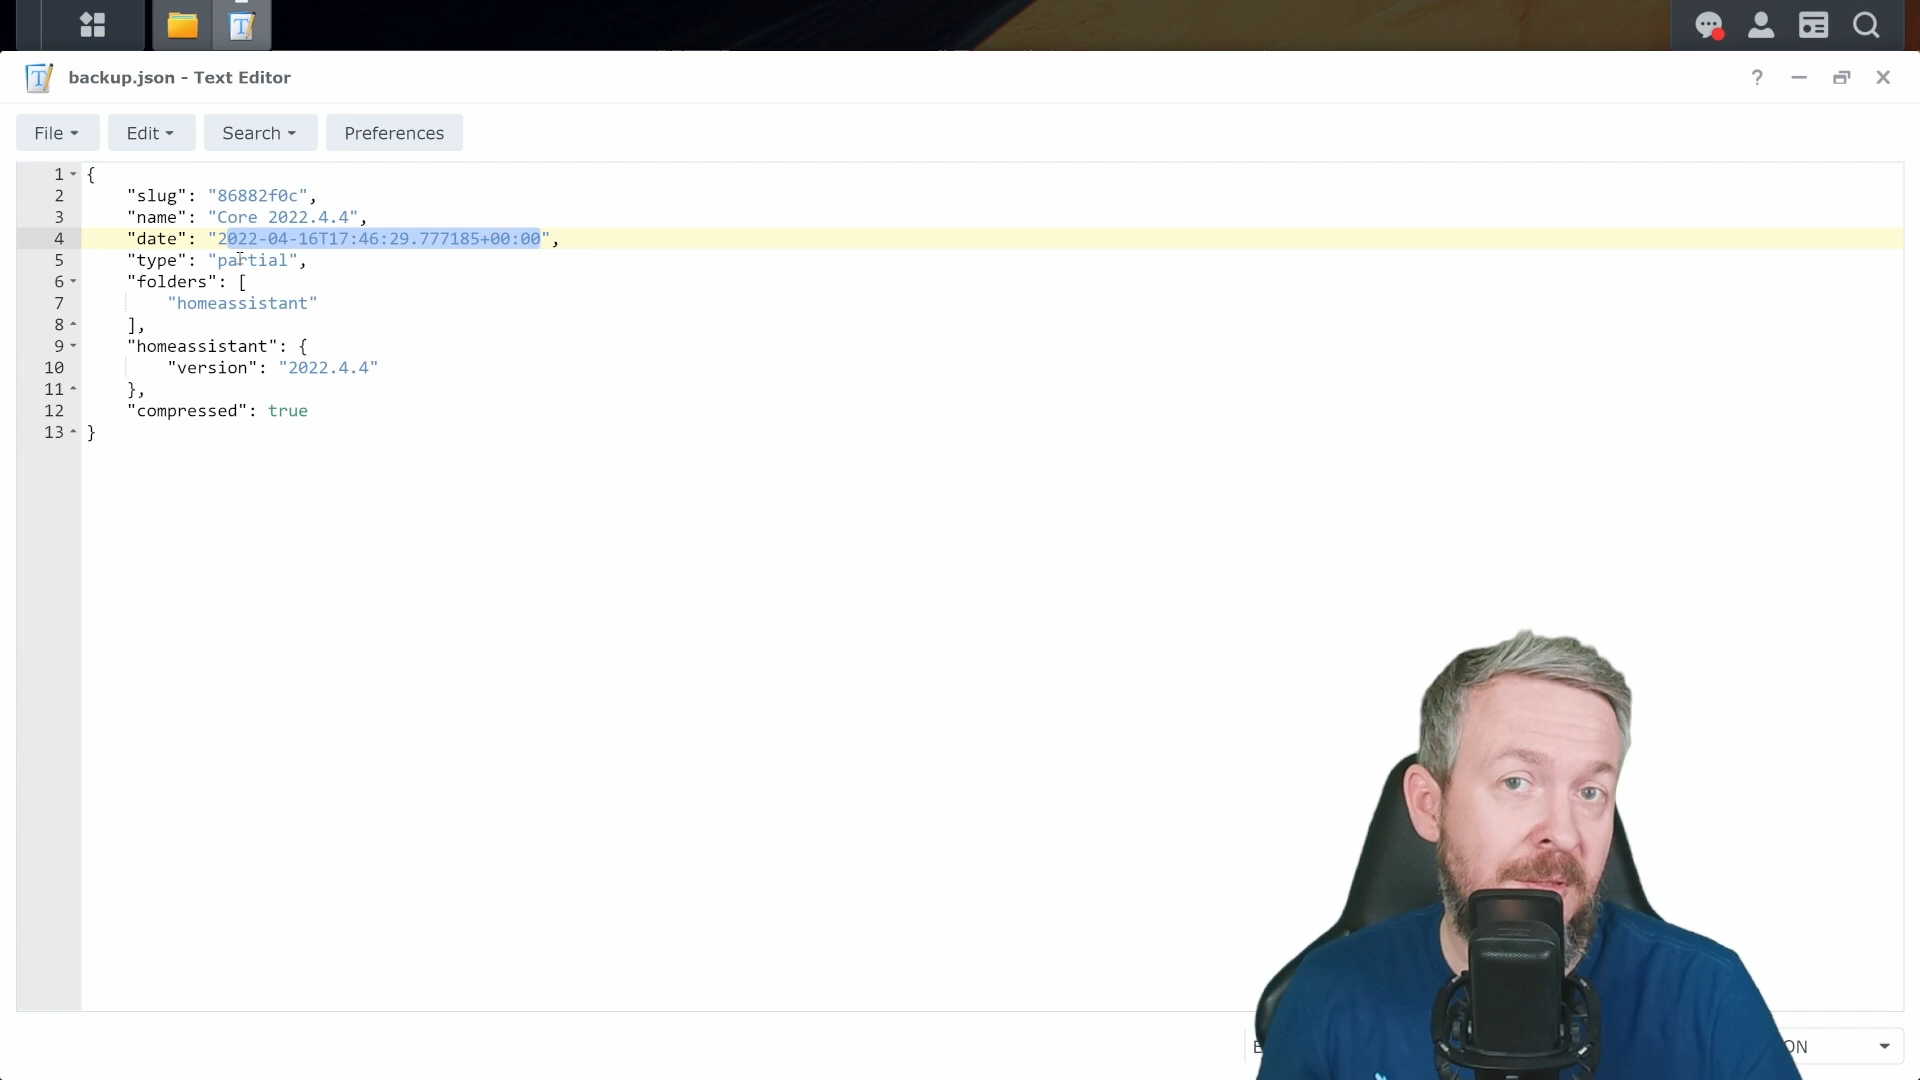 backup.json - Text Editor
File
Edit
Search
Preferences
1 {
2 "slug": "86882f0c",
3 "name": "Core 2022.4.4",
4 "date": "2022-04-16T17:46:29.777185+00:00",
5 "type": "partial",
6 "folders": [
7 "homeassistant"
8 ],
9 "homeassistant": {
10 "version": "2022.4.4"
11 },
12 "compressed": true
13 }